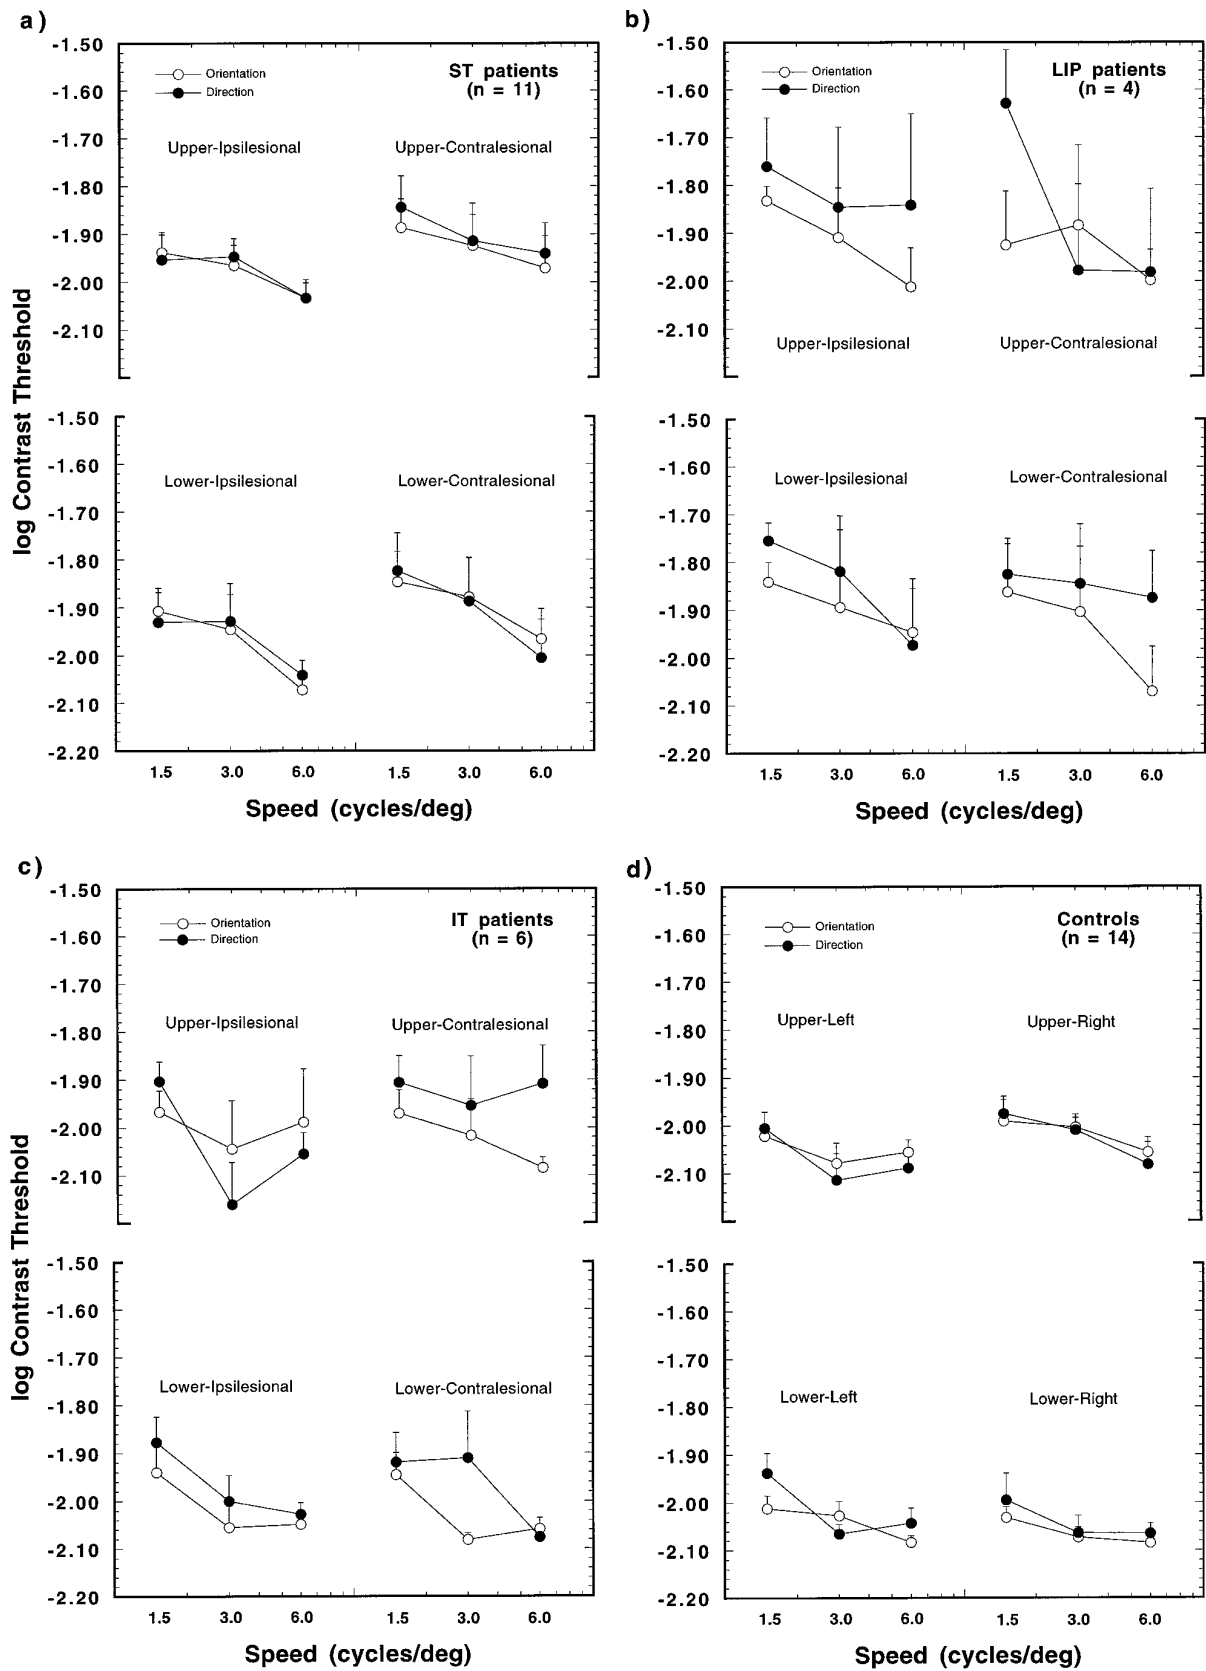 a)
-1.50
-1.60
-1.70
-1.80
-1.90
-2.00
-2.10
Orientation
Direction
ST patients
(n = 11)
Upper-Ipsilesional
Upper-Contralesional
-1.50
-1.60
-1.70
-1.80
-1.90
-2.00
-2.10
-2.20
Lower-Ipsilesional
Lower-Contralesional
1.5
3.0
6.0
1.5
3.0
6.0
Speed (cycles/deg)
log Contrast Threshold
b)
-1.50
-1.60
-1.70
-1.80
-1.90
-2.00
-2.10
Orientation
Direction
LIP patients
(n = 4)
Upper-Ipsilesional
Upper-Contralesional
-1.50
-1.60
-1.70
-1.80
-1.90
-2.00
-2.10
-2.20
Lower-Ipsilesional
Lower-Contralesional
1.5
3.0
6.0
1.5
3.0
6.0
Speed (cycles/deg)
c)
-1.50
-1.60
-1.70
-1.80
-1.90
-2.00
-2.10
Orientation
Direction
IT patients
(n = 6)
Upper-Ipsilesional
Upper-Contralesional
-1.50
-1.60
-1.70
-1.80
-1.90
-2.00
-2.10
-2.20
Lower-Ipsilesional
Lower-Contralesional
1.5
3.0
6.0
1.5
3.0
6.0
Speed (cycles/deg)
log Contrast Threshold
d)
-1.50
-1.60
-1.70
-1.80
-1.90
-2.00
-2.10
Orientation
Direction
Controls
(n = 14)
Upper-Left
Upper-Right
-1.50
-1.60
-1.70
-1.80
-1.90
-2.00
-2.10
-2.20
Lower-Left
Lower-Right
1.5
3.0
6.0
1.5
3.0
6.0
Speed (cycles/deg)